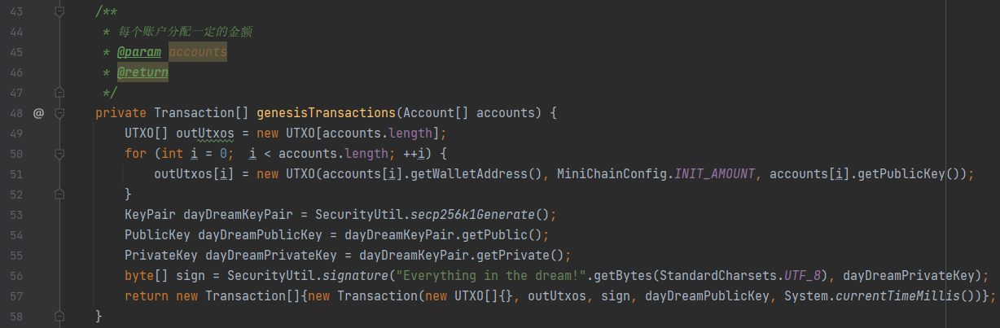 43 /**
44 * 每个账户分配一定的金额
45 * @param accounts
46 * @return
47 */
48 @ private Transaction[] genesisTransactions(Account[] accounts) {
49 UTXO[] outUtxos = new UTXO[accounts.length];
50 for (int i = 0; i < accounts.length; ++i) {
51 outUtxos[i] = new UTXO(accounts[i].getWalletAddress(), MiniChainConfig.INIT_AMOUNT, accounts[i].getPublicKey());
52 }
53 KeyPair dayDreamKeyPair = SecurityUtil.secp256k1Generate();
54 PublicKey dayDreamPublicKey = dayDreamKeyPair.getPublic();
55 PrivateKey dayDreamPrivateKey = dayDreamKeyPair.getPrivate();
56 byte[] sign = SecurityUtil.signature("Everything in the dream!".getBytes(StandardCharsets.UTF_8), dayDreamPrivateKey);
57 return new Transaction[]{new Transaction(new UTXO[]{}, outUtxos, sign, dayDreamPublicKey, System.currentTimeMillis())};
58 }